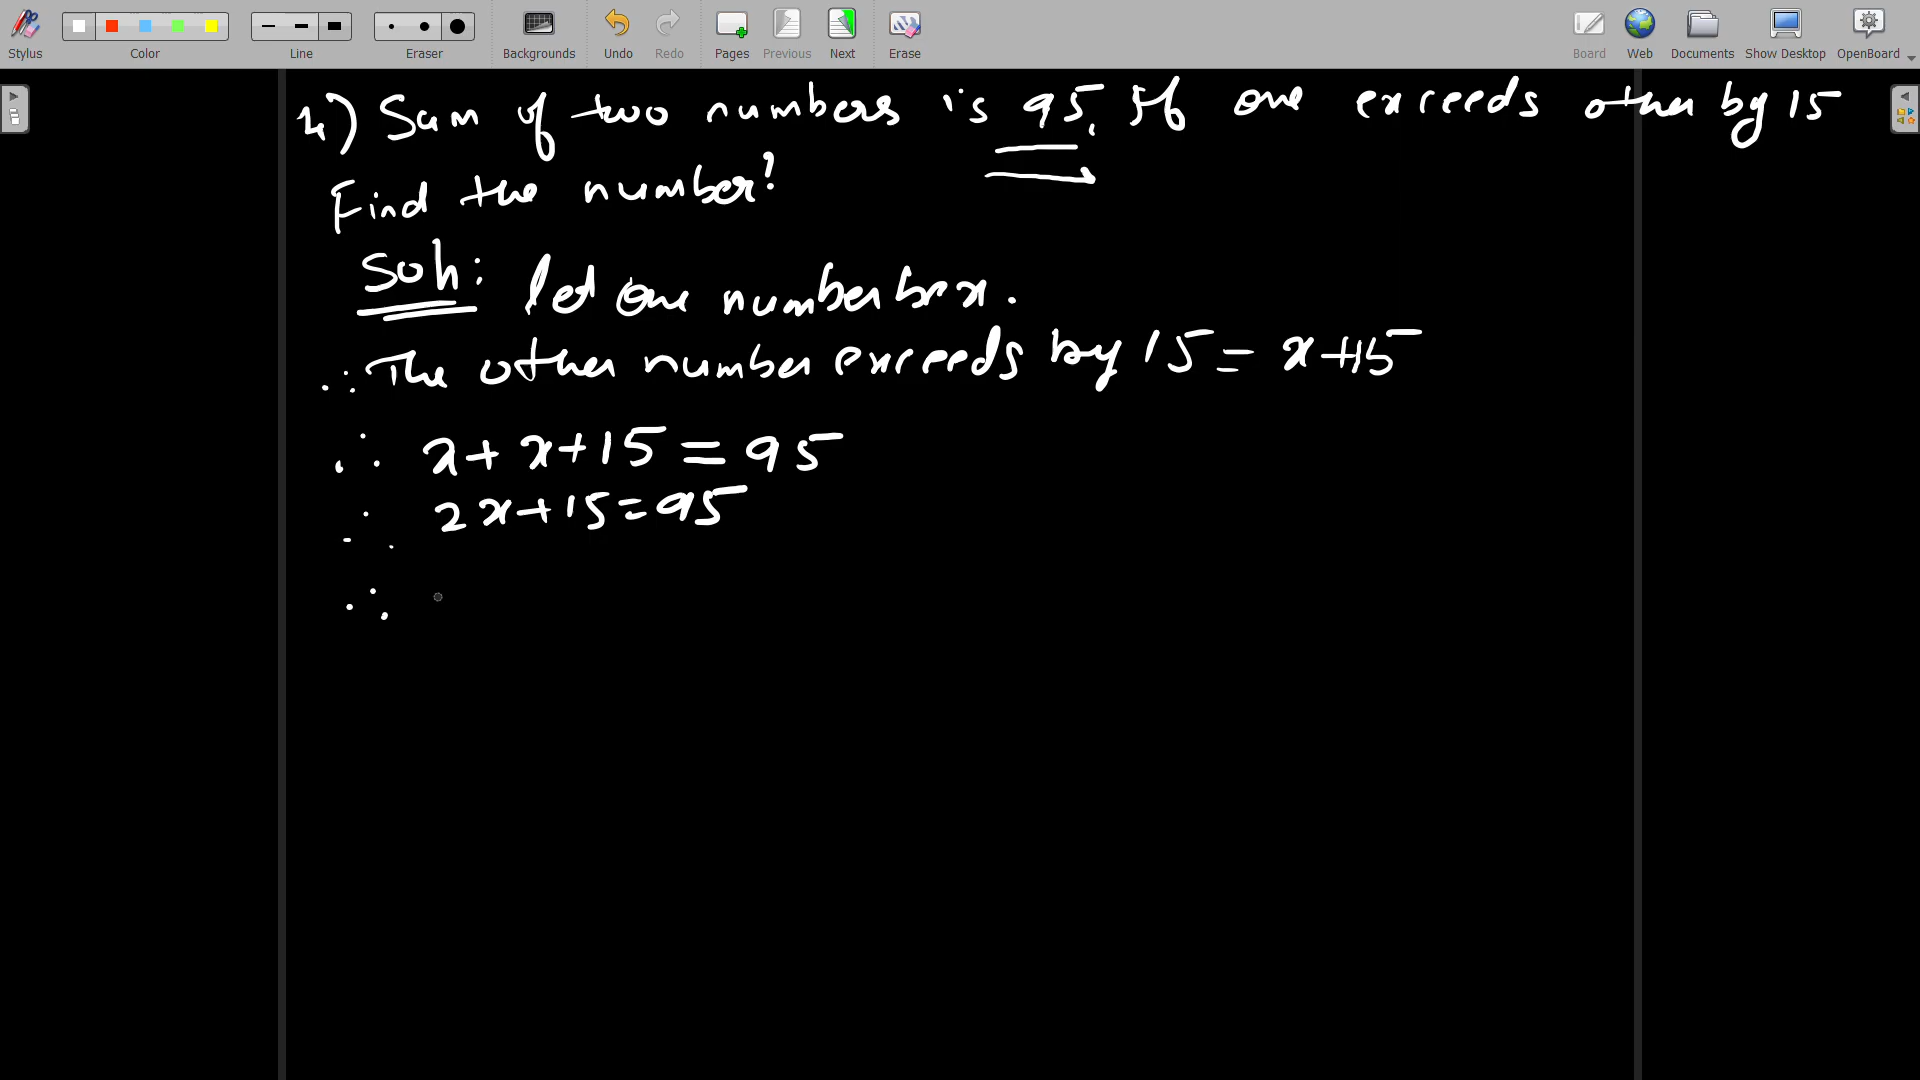 Stylus Color Line Eraser Backgrounds Undo Redo Pages Previous Next Erase Board Web Documents Show Desktop OpenBoard
4) Sum of two numbers is 95, If one exceeds other by 15
Find the number?
Soln: let one number be x.
∴ The other number exceeds by 15 = x+15
∴ x + x + 15 = 95
∴ 2x + 15 = 95
∴